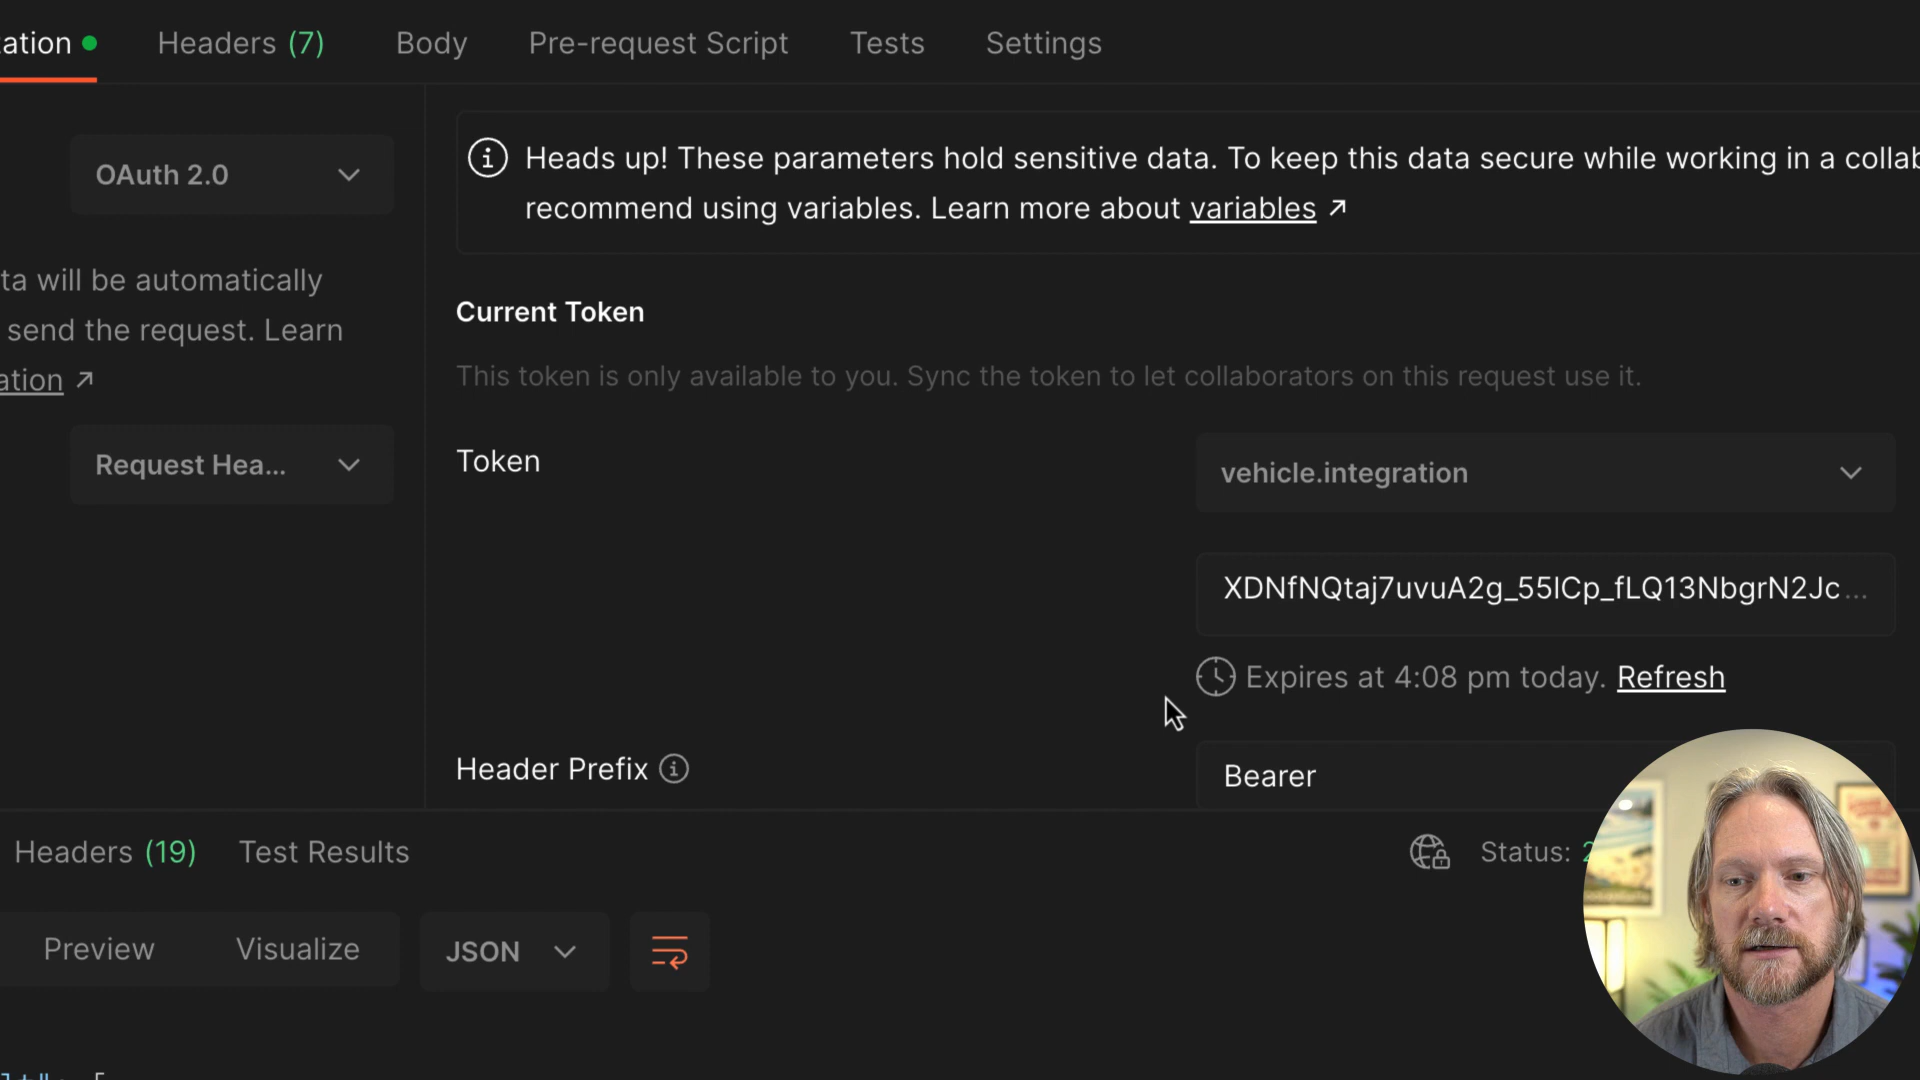 ation
Headers (7)
Body
Pre-request Script
Tests
Settings
OAuth 2.0
ta will be automatically
send the request. Learn
ation ↗
Request Hea...
Heads up! These parameters hold sensitive data. To keep this data secure while working in a collab
recommend using variables. Learn more about variables ↗
Current Token
This token is only available to you. Sync the token to let collaborators on this request use it.
Token
vehicle.integration
XDNfNQtaj7uvuA2g_55lCp_fLQ13NbgrN2Jc...
Expires at 4:08 pm today. Refresh
Header Prefix
Bearer
Headers (19)
Test Results
Status: 2
Preview
Visualize
JSON